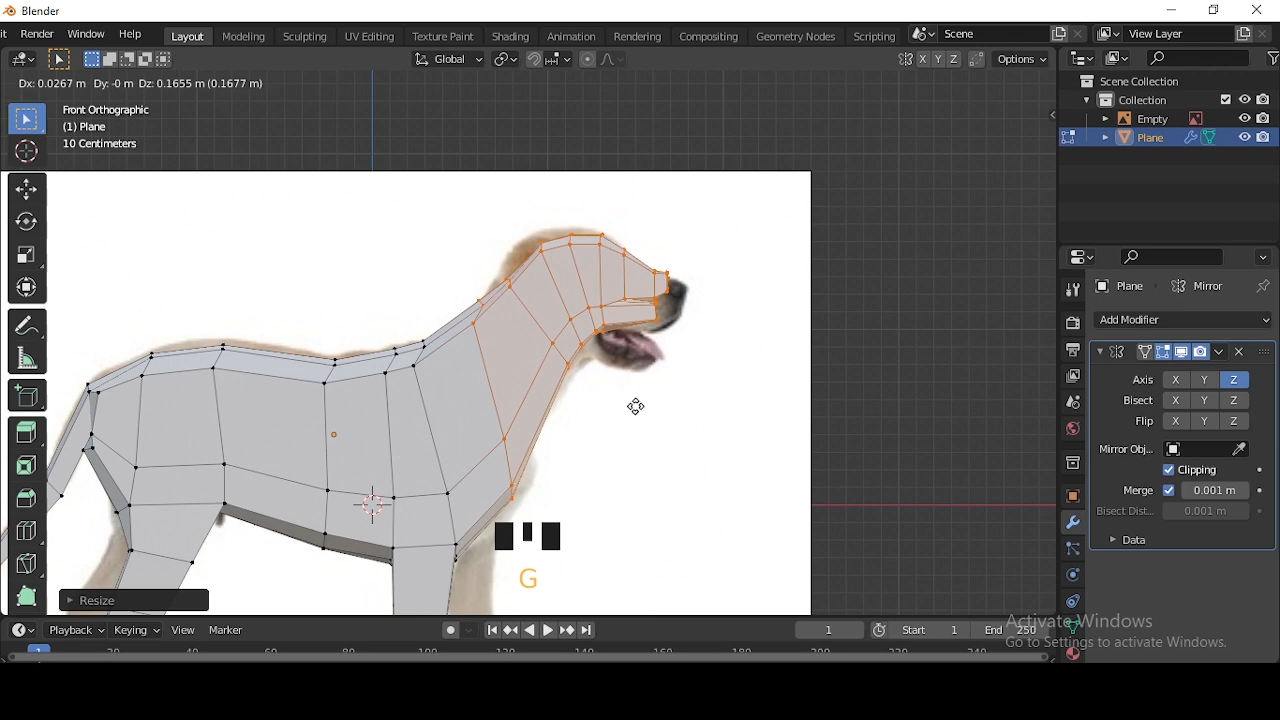 Blender
it Render Window Help Layout Modeling Sculpting UV Editing Texture Paint Shading Animation Rendering Compositing Geometry Nodes Scripting Scene View Layer
Global X Y Z Options
Dx: 0.0267 m Dy: -0 m Dz: 0.1655 m (0.1677 m)
Front Orthographic
(1) Plane
10 Centimeters
Scene Collection
Collection
Empty
Plane
Plane Mirror
Add Modifier
Axis X Y Z
Bisect X Y Z
Flip X Y Z
Mirror Obj...
Clipping
Merge 0.001 m
Bisect Dist... 0.001 m
Data
G
Resize
Playback Keying View Marker 1 Start 1 End 250
1 20 40 60 80 100 120 140 160 180 200 220 240
Activate Windows
Go to Settings to activate Windows.